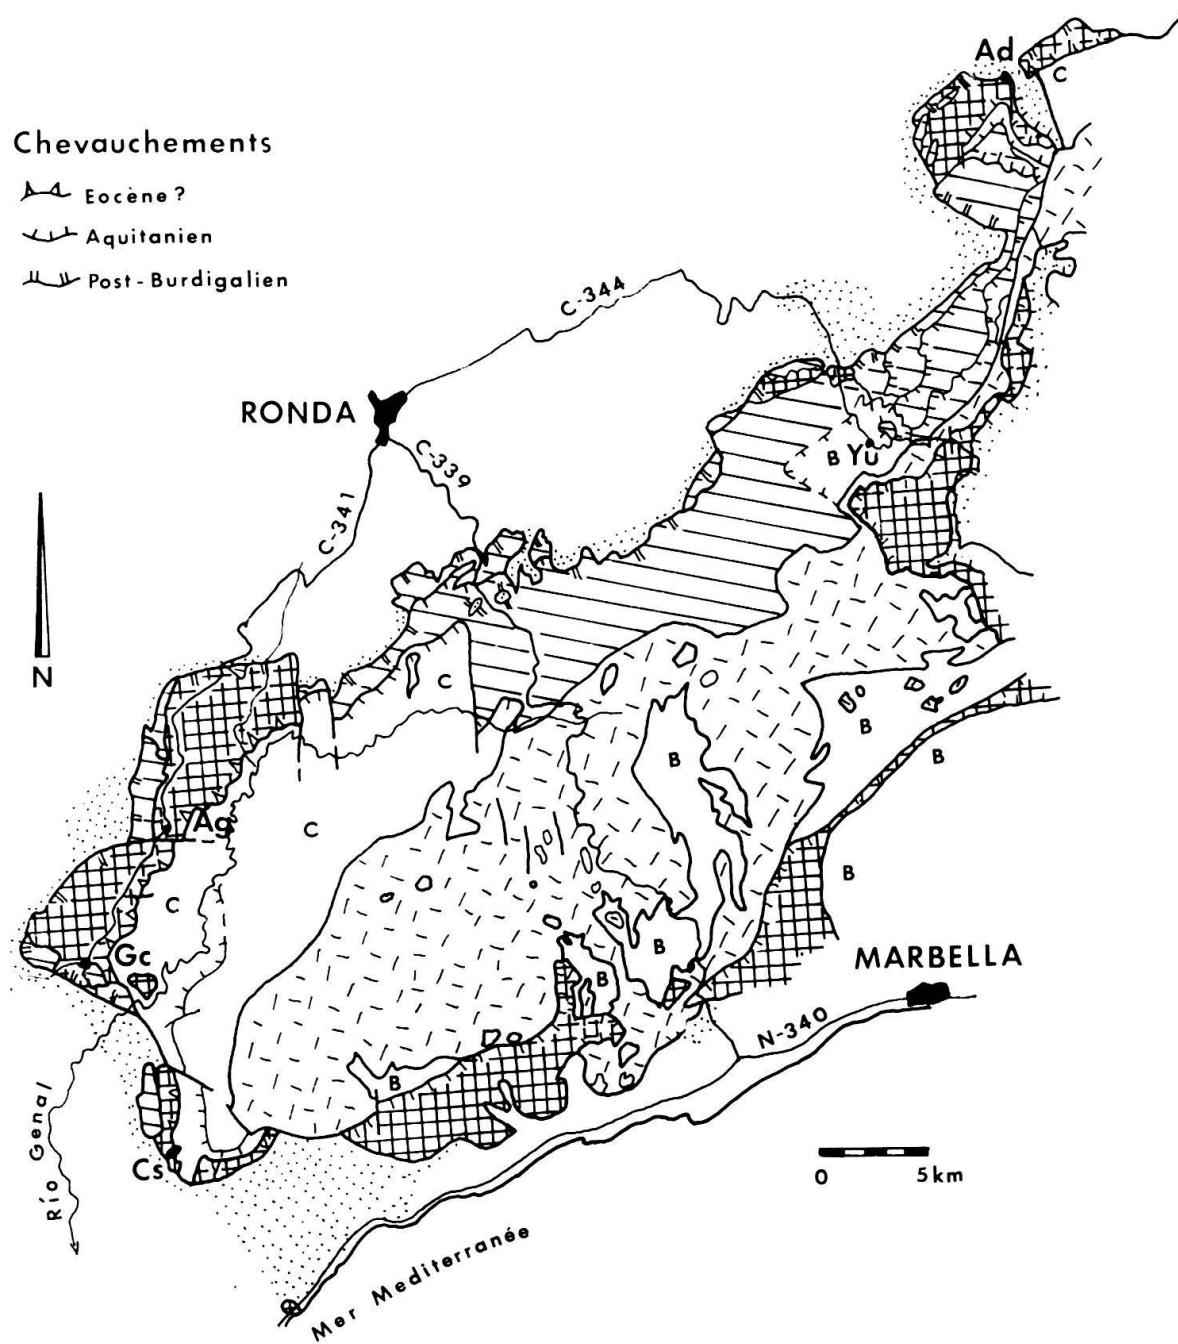 Ad
C
Chevauchements
Eocène ?
Aquitanien
Post-Burdigalien
C-344
RONDA
C-339
B Yu
C-341
N
C
B
B
B
Ag
C
B
C
B
Gc
B
MARBELLA
N-340
B
Río Genal
Cs
0 5km
Mer Mediterranée